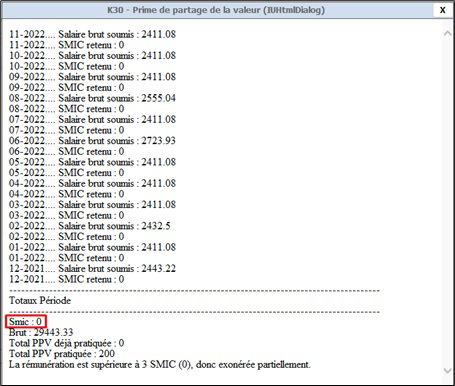 K30 - Prime de partage de la valeur (IUHtmlDialog) X
11-2022.... Salaire brut soumis : 2411.08
11-2022.... SMIC retenu : 0
10-2022.... Salaire brut soumis : 2411.08
10-2022.... SMIC retenu : 0
09-2022.... Salaire brut soumis : 2411.08
09-2022.... SMIC retenu : 0
08-2022.... Salaire brut soumis : 2555.04
08-2022.... SMIC retenu : 0
07-2022.... Salaire brut soumis : 2411.08
07-2022.... SMIC retenu : 0
06-2022.... Salaire brut soumis : 2723.93
06-2022.... SMIC retenu : 0
05-2022.... Salaire brut soumis : 2411.08
05-2022.... SMIC retenu : 0
04-2022.... Salaire brut soumis : 2411.08
04-2022.... SMIC retenu : 0
03-2022.... Salaire brut soumis : 2411.08
03-2022.... SMIC retenu : 0
02-2022.... Salaire brut soumis : 2432.5
02-2022.... SMIC retenu : 0
01-2022.... Salaire brut soumis : 2411.08
01-2022.... SMIC retenu : 0
12-2021.... Salaire brut soumis : 2443.22
12-2021.... SMIC retenu : 0
Totaux Période
Smic : 0
Brut : 29443.33
Total PPV déjà pratiquée : 0
Total PPV pratiquée : 200
La rémunération est supérieure à 3 SMIC (0), donc exonérée partiellement.